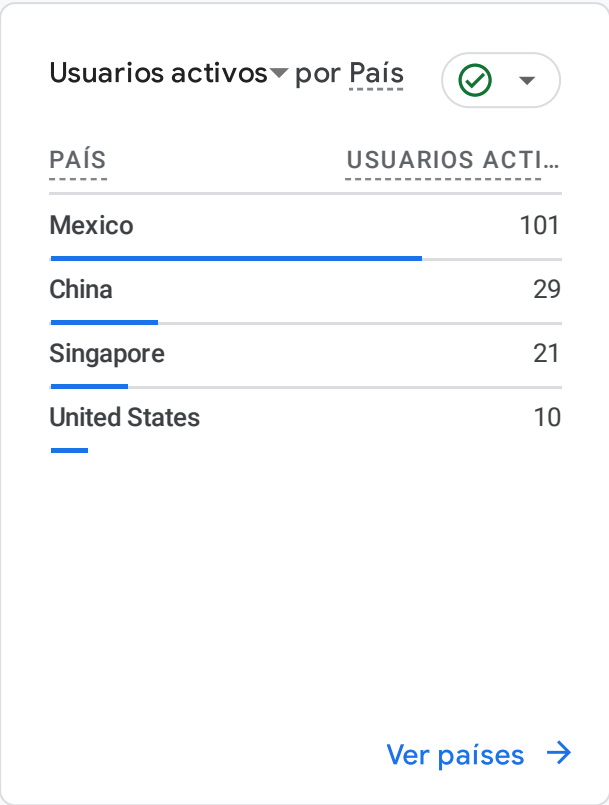 Usuarios activos por País
PAÍS USUARIOS ACTI...
Mexico 101
China 29
Singapore 21
United States 10
Ver países